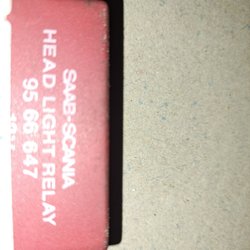 SAAB-SCANIA
HEAD LIGHT RELAY
95 66 647